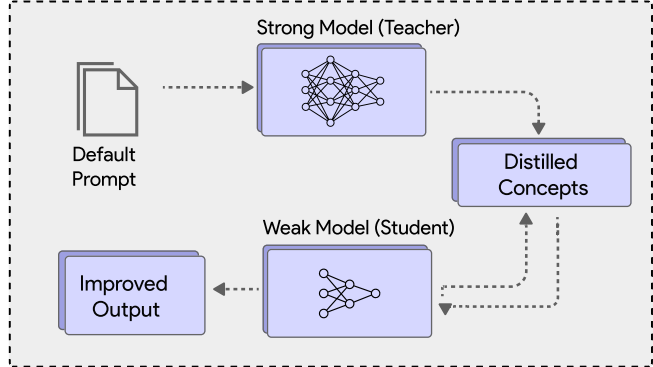 Strong Model (Teacher)
Default
Prompt
Distilled
Concepts
Weak Model (Student)
Improved
Output